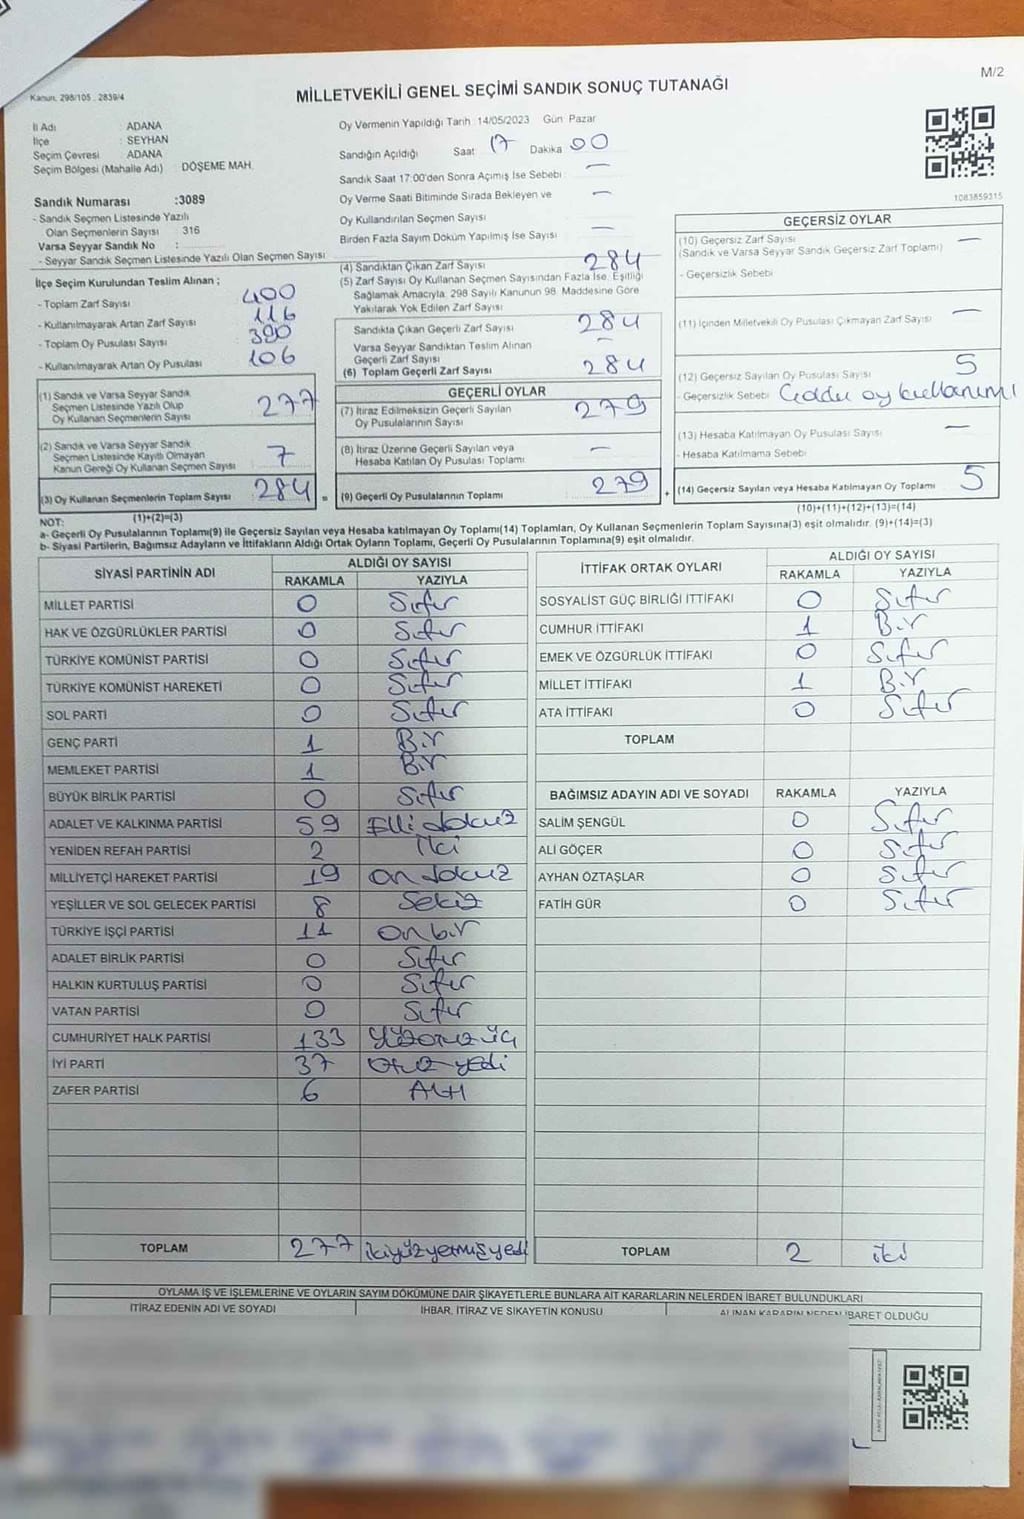 M/2
Kanun, 298/105 , 2839/4
MİLLETVEKİLİ GENEL SEÇİMİ SANDIK SONUÇ TUTANAĞI
İl Adı : ADANA
İlçe : SEYHAN
Seçim Çevresi : ADANA
Seçim Bölgesi (Mahalle Adı) : DÖŞEME MAH.
Oy Vermenin Yapıldığı Tarih :14/05/2023 Gün Pazar
Sandığın Açıldığı Saat 17 Dakika 00
Sandık Saat 17:00'den Sonra Açımış İse Sebebi : —
Oy Verme Saati Bitiminde Sırada Bekleyen ve —
Oy Kullandırılan Seçmen Sayısı
Birden Fazla Sayım Döküm Yapılmış İse Sayısı —
1083859315
Sandık Numarası :3089
- Sandık Seçmen Listesinde Yazılı
Olan Seçmenlerin Sayısı : 316
Varsa Seyyar Sandık No :
- Seyyar Sandık Seçmen Listesinde Yazılı Olan Seçmen Sayısı
İlçe Seçim Kurulundan Teslim Alınan ;
- Toplam Zarf Sayısı 400
- Kullanılmayarak Artan Zarf Sayısı 116
- Toplam Oy Pusulası Sayısı 390
- Kullanılmayarak Artan Oy Pusulası 106
(1) Sandık ve Varsa Seyyar Sandık
Seçmen Listesinde Yazılı Olup
Oy Kullanan Seçmenlerin Sayısı 277
(2) Sandık ve Varsa Seyyar Sandık
Seçmen Listesinde Kayıtlı Olmayan
Kanun Gereği Oy Kullanan Seçmen Sayısı 7
(3) Oy Kullanan Seçmenlerin Toplam Sayısı 284 =
(1)+(2)=(3)
(4) Sandıktan Çıkan Zarf Sayısı 284
(5) Zarf Sayısı Oy Kullanan Seçmen Sayısından Fazla İse, Eşitliği
Sağlamak Amacıyla, 298 Sayılı Kanunun 98. Maddesine Göre
Yakılarak Yok Edilen Zarf Sayısı
Sandıkta Çıkan Geçerli Zarf Sayısı 284
Varsa Seyyar Sandıktan Teslim Alınan
Geçerli Zarf Sayısı —
(6) Toplam Geçerli Zarf Sayısı 284
GEÇERLİ OYLAR
(7) İtiraz Edilmeksizin Geçerli Sayılan
Oy Pusulalarının Sayısı 279
(8) İtiraz Üzerine Geçerli Sayılan veya
Hesaba Katılan Oy Pusulası Toplamı —
(9) Geçerli Oy Pusulalarının Toplamı 279 +
GEÇERSİZ OYLAR
(10) Geçersiz Zarf Sayısı —
(Sandık ve Varsa Seyyar Sandık Geçersiz Zarf Toplamı)
- Geçersizlik Sebebi
(11) İçinden Milletvekili Oy Pusulası Çıkmayan Zarf Sayısı —
(12) Geçersiz Sayılan Oy Pusulası Sayısı 5
- Geçersizlik Sebebi Çoddu oy kullanımı
(13) Hesaba Katılmayan Oy Pusulası Sayısı —
- Hesaba Katılmama Sebebi
(14) Geçersiz Sayılan veya Hesaba Katılmayan Oy Toplamı 5
(10)+(11)+(12)+(13)=(14)
NOT:
a- Geçerli Oy Pusulalarının Toplamı(9) ile Geçersiz Sayılan veya Hesaba katılmayan Oy Toplamı(14) Toplamları, Oy Kullanan Seçmenlerin Toplam Sayısına(3) eşit olmalıdır. (9)+(14)=(3)
b- Siyasi Partilerin, Bağımsız Adayların ve İttifakların Aldığı Ortak Oyların Toplamı, Geçerli Oy Pusulalarının Toplamına(9) eşit olmalıdır.
SİYASİ PARTİNİN ADI ALDIĞI OY SAYISI
RAKAMLA YAZIYLA
MİLLET PARTİSİ 0 Sıfır
HAK VE ÖZGÜRLÜKLER PARTİSİ 0 Sıfır
TÜRKİYE KOMÜNİST PARTİSİ 0 Sıfır
TÜRKİYE KOMÜNİST HAREKETİ 0 Sıfır
SOL PARTİ 0 Sıfır
GENÇ PARTİ 1 Bir
MEMLEKET PARTİSİ 1 Bir
BÜYÜK BİRLİK PARTİSİ 0 Sıfır
ADALET VE KALKINMA PARTİSİ 59 Elli dokuz
YENİDEN REFAH PARTİSİ 2 İki
MİLLİYETÇİ HAREKET PARTİSİ 19 on dokuz
YEŞİLLER VE SOL GELECEK PARTİSİ 8 Sekiz
TÜRKİYE İŞÇİ PARTİSİ 11 Onbir
ADALET BİRLİK PARTİSİ 0 Sıfır
HALKIN KURTULUŞ PARTİSİ 0 Sıfır
VATAN PARTİSİ 0 Sıfır
CUMHURİYET HALK PARTİSİ 133 Yüzotuzüç
İYİ PARTİ 37 Otuzyedi
ZAFER PARTİSİ 6 Altı
TOPLAM 277 ikiyüzyetmişyedi
İTTİFAK ORTAK OYLARI ALDIĞI OY SAYISI
RAKAMLA YAZIYLA
SOSYALİST GÜÇ BİRLİĞİ İTTİFAKI 0 Sıfır
CUMHUR İTTİFAKI 1 Bir
EMEK VE ÖZGÜRLÜK İTTİFAKI 0 Sıfır
MİLLET İTTİFAKI 1 Bir
ATA İTTİFAKI 0 Sıfır
TOPLAM
BAĞIMSIZ ADAYIN ADI VE SOYADI RAKAMLA YAZIYLA
SALİM ŞENGÜL 0 Sıfır
ALİ GÖÇER 0 Sıfır
AYHAN ÖZTAŞLAR 0 Sıfır
FATİH GÜR 0 Sıfır
TOPLAM 2 iki
OYLAMA İŞ VE İŞLEMLERİNE VE OYLARIN SAYIM DÖKÜMÜNE DAİR ŞİKAYETLERLE BUNLARA AİT KARARLARIN NELERDEN İBARET BULUNDUKLARI
İTİRAZ EDENİN ADI VE SOYADI İHBAR, İTİRAZ VE ŞİKAYETİN KONUSU ALINAN KARARIN NEDEN İBARET OLDUĞU